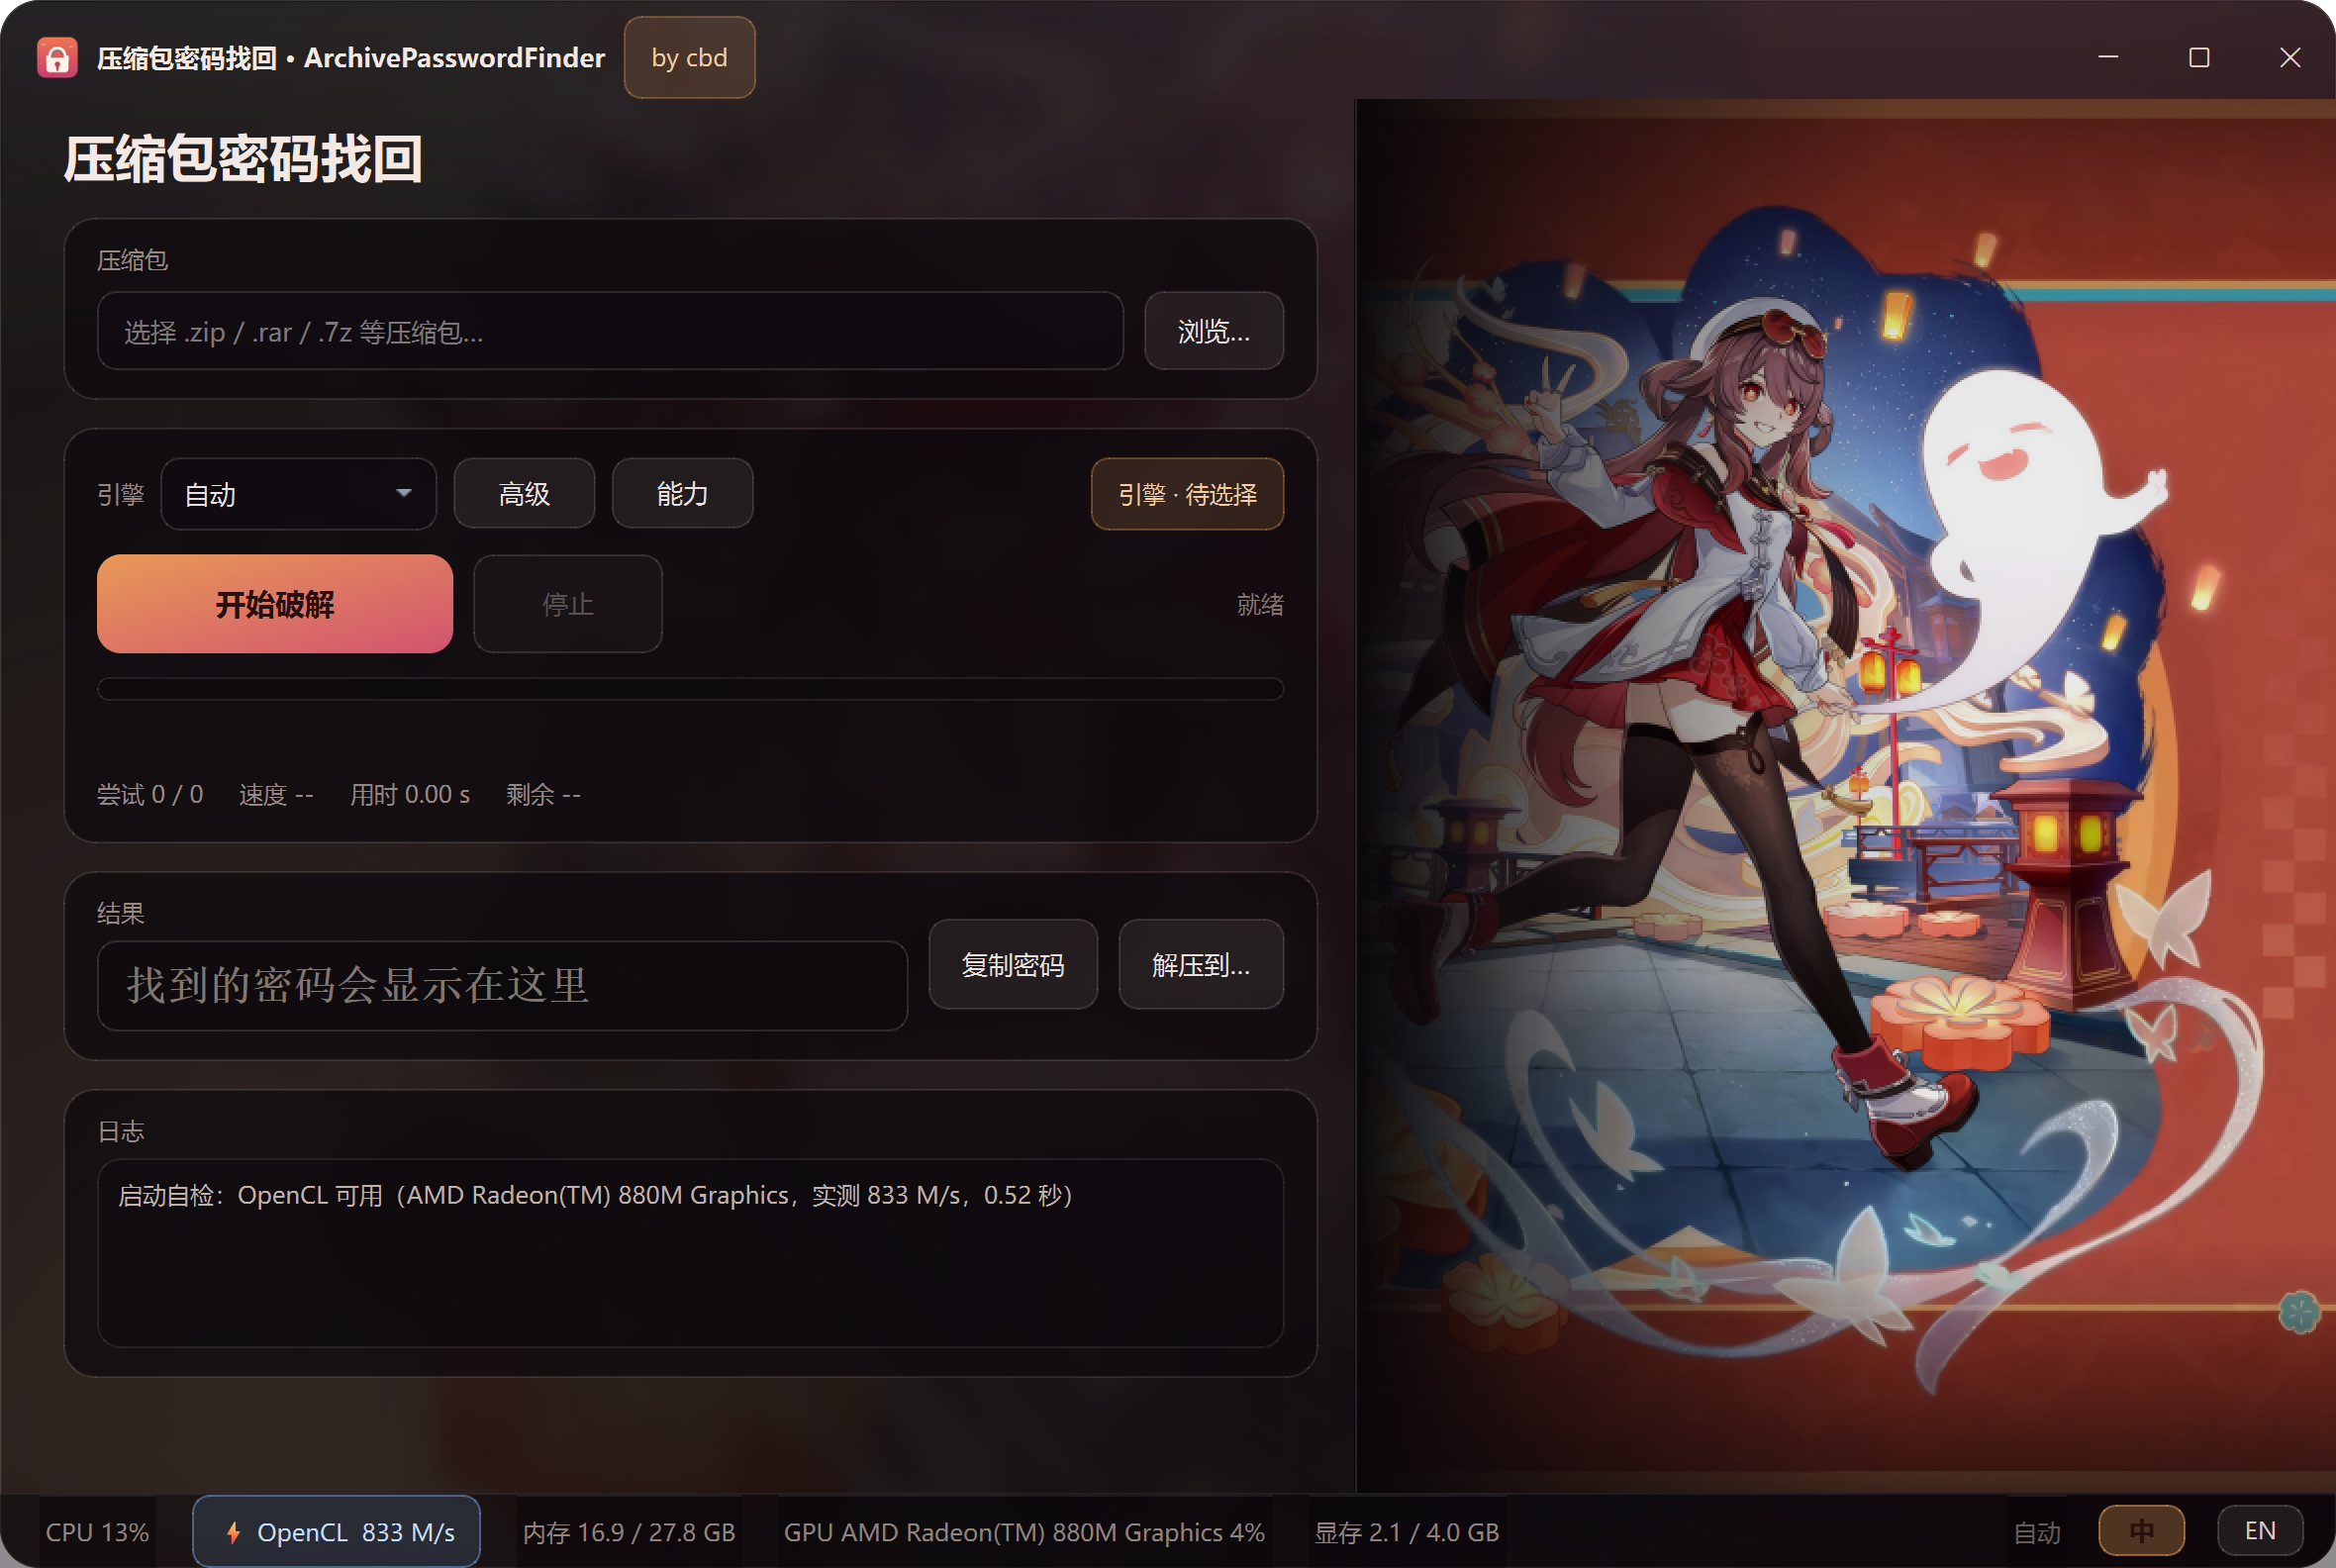 压缩包密码找回 • ArchivePasswordFinder by cbd
压缩包密码找回
压缩包
选择 .zip / .rar / .7z 等压缩包...
浏览...
引擎 自动 高级 能力 引擎 · 待选择
开始破解 停止 就绪
尝试 0 / 0 速度 -- 用时 0.00 s 剩余 --
结果
找到的密码会显示在这里
复制密码 解压到...
日志
启动自检：OpenCL 可用（AMD Radeon(TM) 880M Graphics，实测 833 M/s，0.52 秒）
CPU 13% OpenCL 833 M/s 内存 16.9 / 27.8 GB GPU AMD Radeon(TM) 880M Graphics 4% 显存 2.1 / 4.0 GB 自动 中 EN